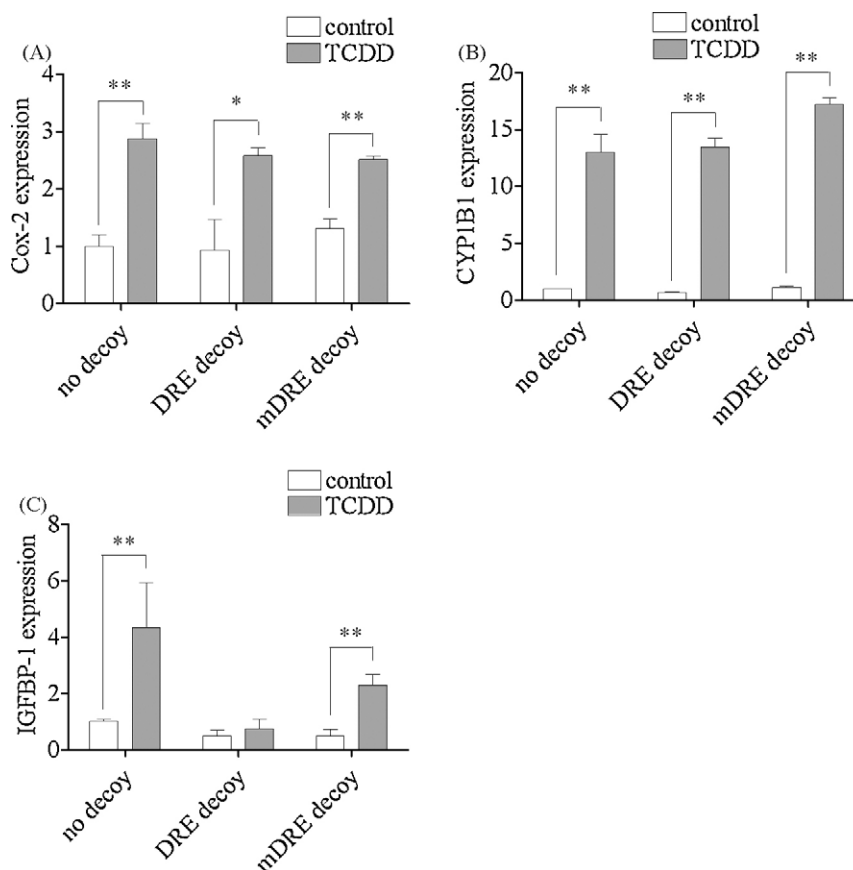 (A)
control
TCDD
Cox-2 expression
4
3
2
1
0
**
*
**
no decoy
DRE decoy
mDRE decoy
(B)
control
TCDD
CYP1B1 expression
20
15
10
5
0
**
**
**
no decoy
DRE decoy
mDRE decoy
(C)
control
TCDD
IGFBP-1 expression
8
6
4
2
0
**
**
no decoy
DRE decoy
mDRE decoy